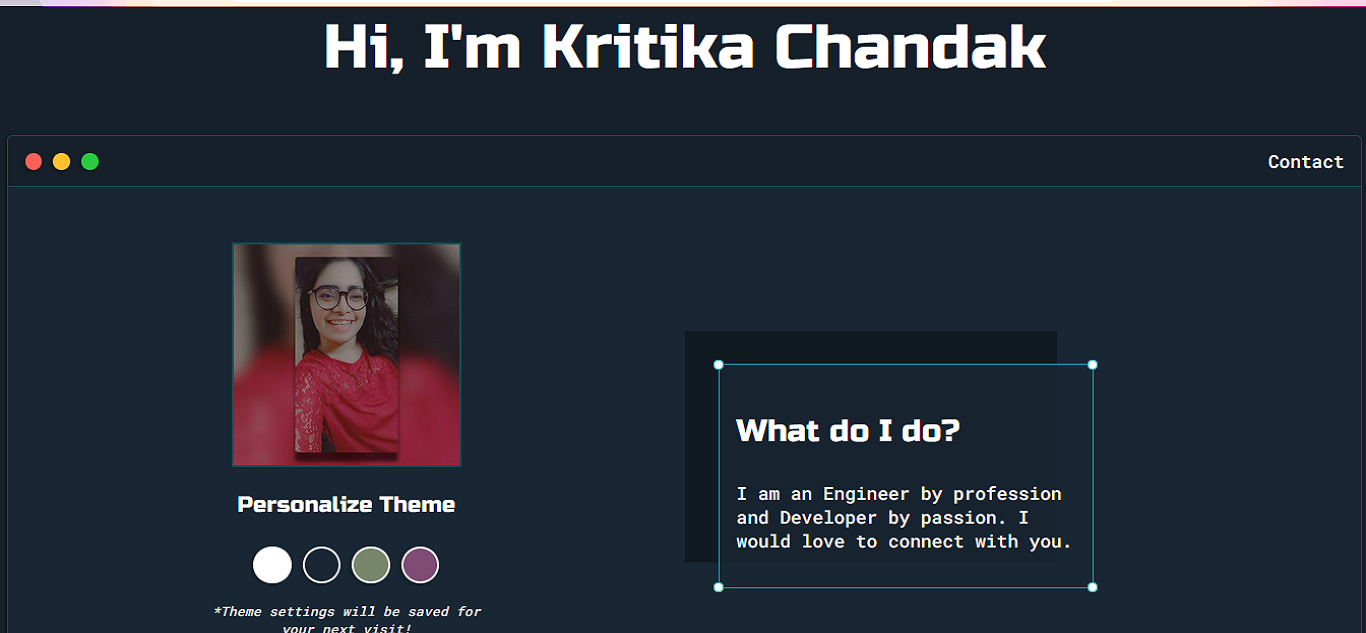 Hi, I'm Kritika Chandak
Contact
Personalize Theme
*Theme settings will be saved for
your next visit!
What do I do?
I am an Engineer by profession
and Developer by passion. I
would love to connect with you.